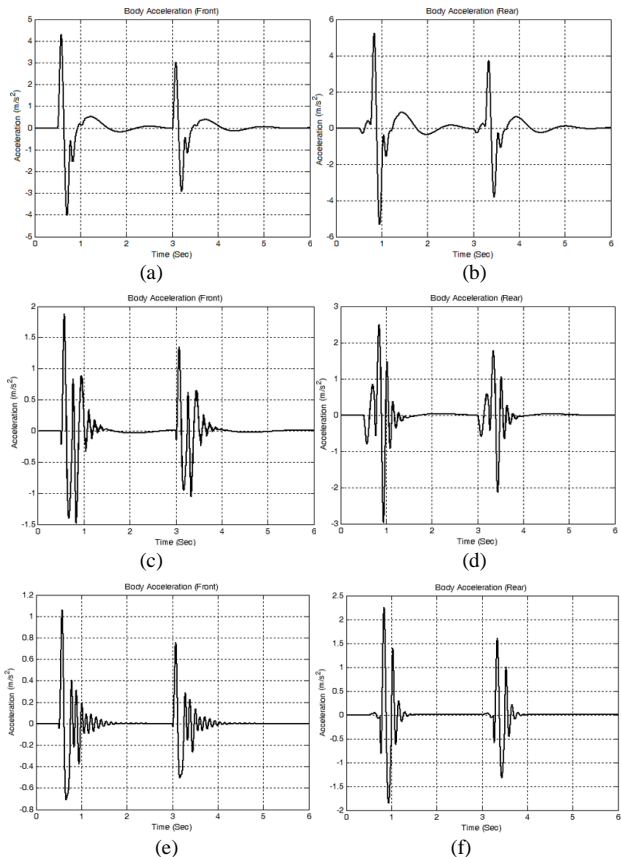 Body Acceleration (Front)
5
4
3
2
1
0
-1
-2
-3
-4
-5
Acceleration (m/s²)
0 1 2 3 4 5 6
Time (Sec)
(a)
Body Acceleration (Rear)
6
4
2
0
-2
-4
-6
Acceleration (m/s²)
0 1 2 3 4 5 6
Time (Sec)
(b)
Body Acceleration (Front)
2
1.5
1
0.5
0
-0.5
-1
-1.5
Acceleration (m/s²)
0 1 2 3 4 5 6
Time (Sec)
(c)
Body Acceleration (Rear)
3
2
1
0
-1
-2
-3
Acceleration (m/s²)
0 1 2 3 4 5 6
Time (Sec)
(d)
Body Acceleration (Front)
1.2
1
0.8
0.6
0.4
0.2
0
-0.2
-0.4
-0.6
-0.8
Acceleration (m/s²)
0 1 2 3 4 5 6
Time (Sec)
(e)
Body Acceleration (Rear)
2.5
2
1.5
1
0.5
0
-0.5
-1
-1.5
-2
Acceleration (m/s²)
0 1 2 3 4 5 6
Time (Sec)
(f)